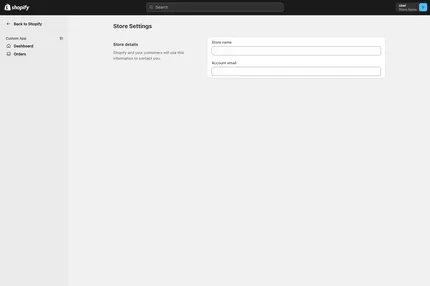 shopify
Search
User
Store Name
Back to Shopify
Custom App
Dashboard
Orders
Store Settings
Store details
Shopify and your customers will use this
information to contact you.
Store name
Account email